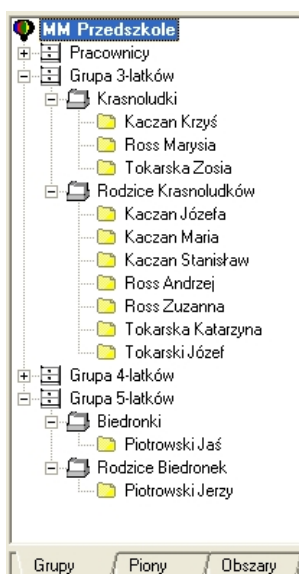 MM Przedszkole
Pracownicy
Grupa 3-latków
Krasnoludki
Kaczan Krzyś
Ross Marysia
Tokarska Zosia
Rodzice Krasnoludków
Kaczan Józefa
Kaczan Maria
Kaczan Stanisław
Ross Andrzej
Ross Zuzanna
Tokarska Katarzyna
Tokarski Józef
Grupa 4-latków
Grupa 5-latków
Biedronki
Piotrowski Jaś
Rodzice Biedronek
Piotrowski Jerzy
Grupy Piony Obszary